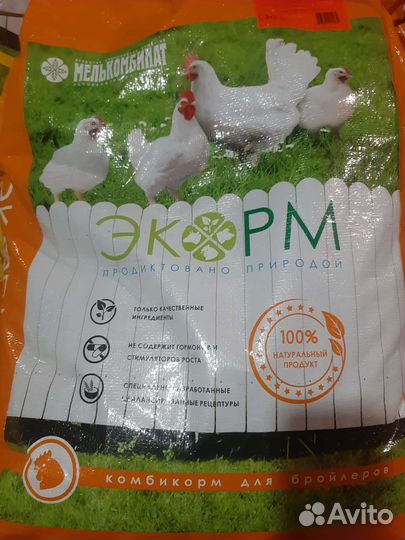 МЕЛЬКОМБИНАТ
ЭКОРМ
ПРОДИКТОВАНО ПРИРОДОЙ
ТОЛЬКО КАЧЕСТВЕННЫЕ
ИНГРЕДИЕНТЫ
НЕ СОДЕРЖИТ ГОРМОНОВ И
СТИМУЛЯТОРОВ РОСТА
РЕЦЕПТУРЫ
100%
НАТУРАЛЬНЫЙ
ПРОДУКТ
комбикорм для бройлеров
Avito